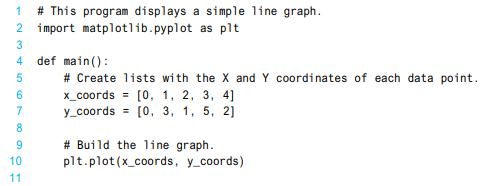 1 # This program displays a simple line graph.
2 import matplotlib.pyplot as plt
3
4 def main():
5     # Create lists with the X and Y coordinates of each data point.
6     x_coords = [0, 1, 2, 3, 4]
7     y_coords = [0, 3, 1, 5, 2]
8
9     # Build the line graph.
10     plt.plot(x_coords, y_coords)
11